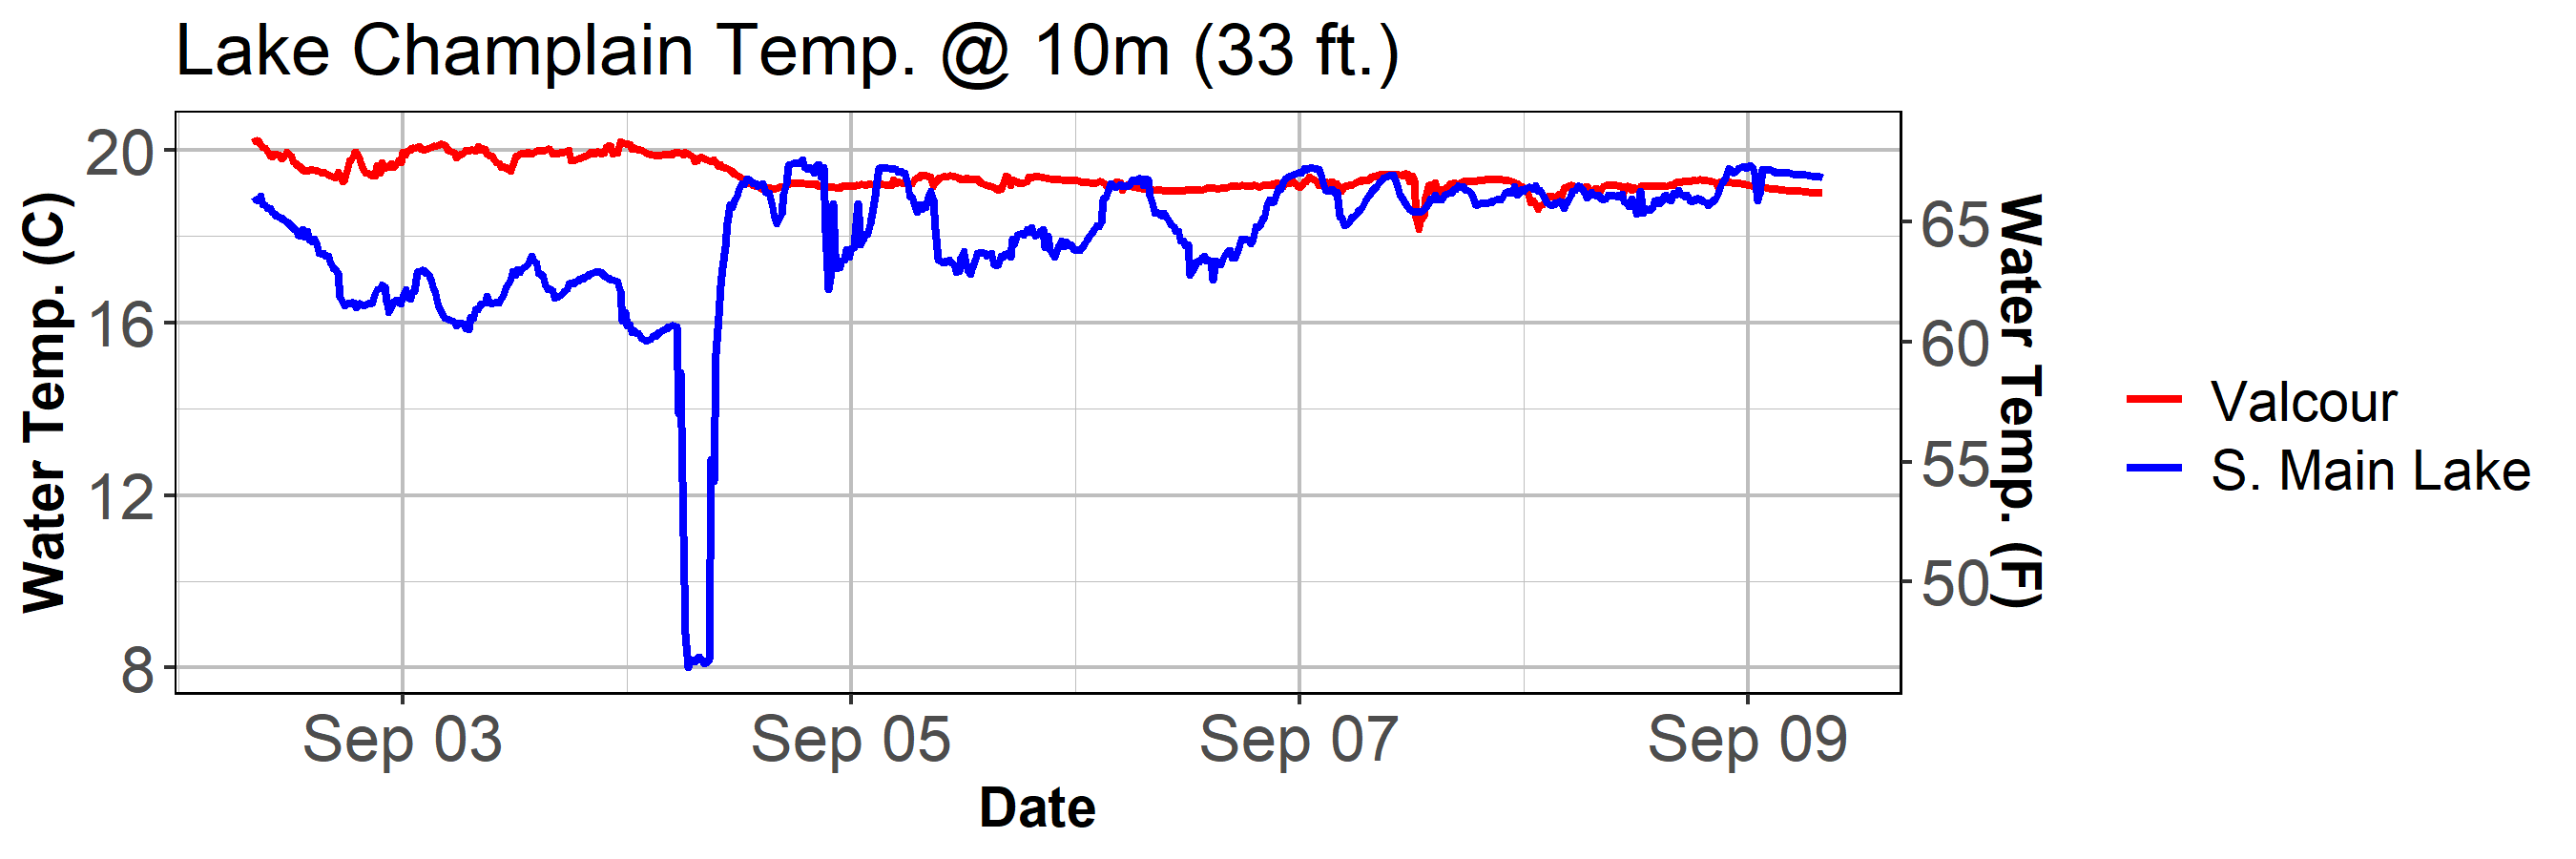 Lake Champlain Temp. @ 10m (33 ft.)
Water Temp. (C)
20
16
12
8
65
60
55
50
Water Temp. (F)
Sep 03
Sep 05
Sep 07
Sep 09
Date
Valcour
S. Main Lake